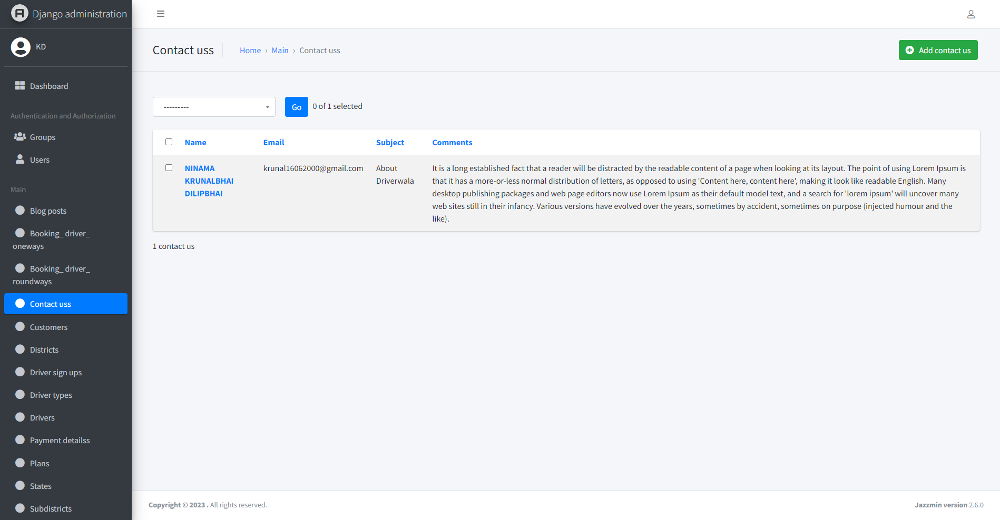 Django administration
KD
Dashboard
Authentication and Authorization
Groups
Users
Main
Blog posts
Booking_ driver_
oneways
Booking_ driver_
roundways
Contact uss
Customers
Districts
Driver sign ups
Driver types
Drivers
Payment detailss
Plans
States
Subdistricts
Contact uss
Home › Main › Contact uss
Add contact us
---------
Go
0 of 1 selected
Name Email Subject Comments
NINAMA
KRUNALBHAI
DILIPBHAI
krunal16062000@gmail.com
About
Driverwala
It is a long established fact that a reader will be distracted by the readable content of a page when looking at its layout. The point of using Lorem Ipsum is
that it has a more-or-less normal distribution of letters, as opposed to using 'Content here, content here', making it look like readable English. Many
desktop publishing packages and web page editors now use Lorem Ipsum as their default model text, and a search for 'lorem ipsum' will uncover many
web sites still in their infancy. Various versions have evolved over the years, sometimes by accident, sometimes on purpose (injected humour and the
like).
1 contact us
Copyright © 2023 . All rights reserved.
Jazzmin version 2.6.0